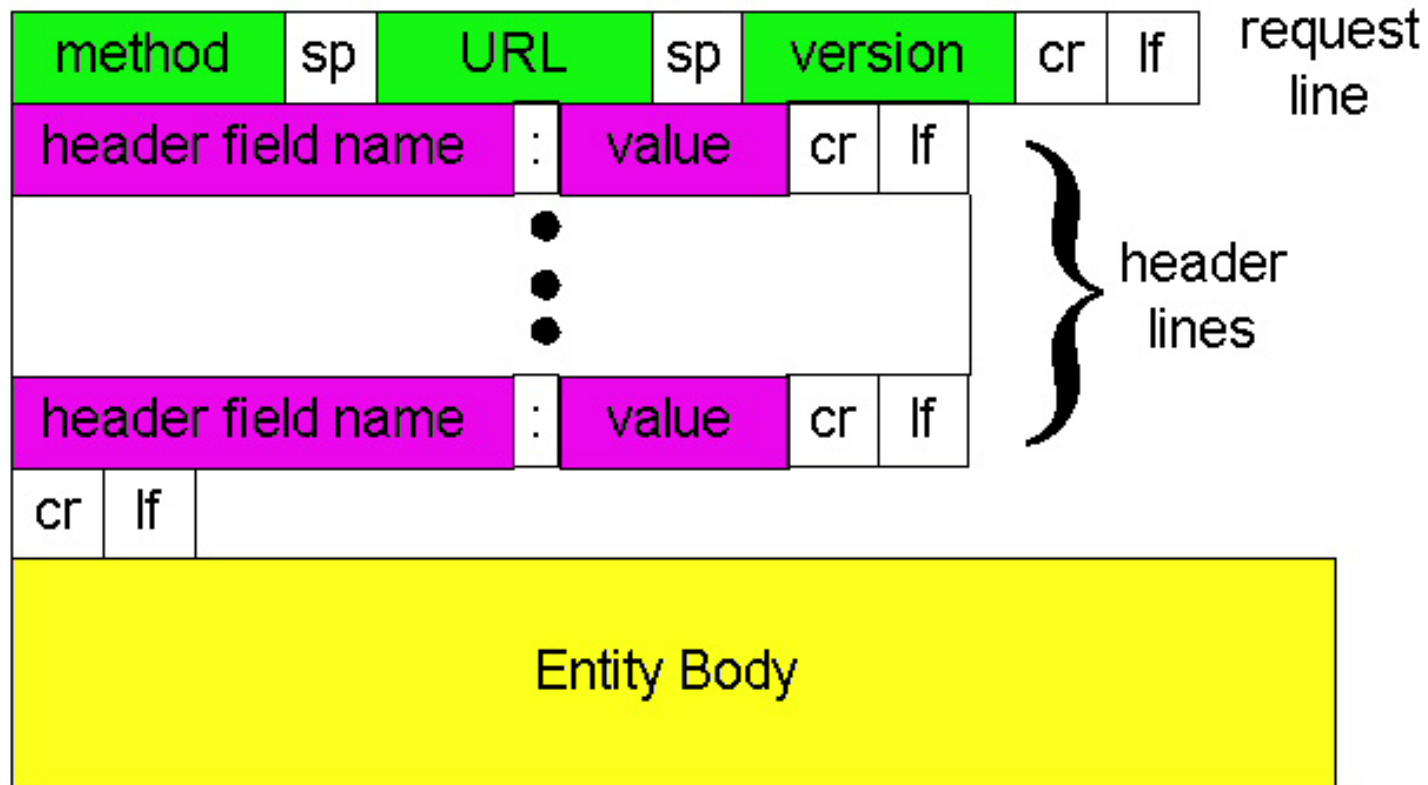 method sp URL sp version cr lf request line
header field name : value cr lf
header lines
header field name : value cr lf
cr lf
Entity Body